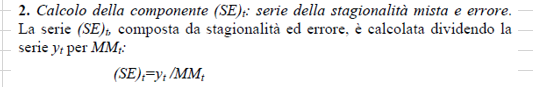 2. Calcolo della componente (SE)t: serie della stagionalità mista e errore.
La serie (SE)t, composta da stagionalità ed errore, è calcolata dividendo la
serie yt per MMt:
(SE)t=yt /MMt